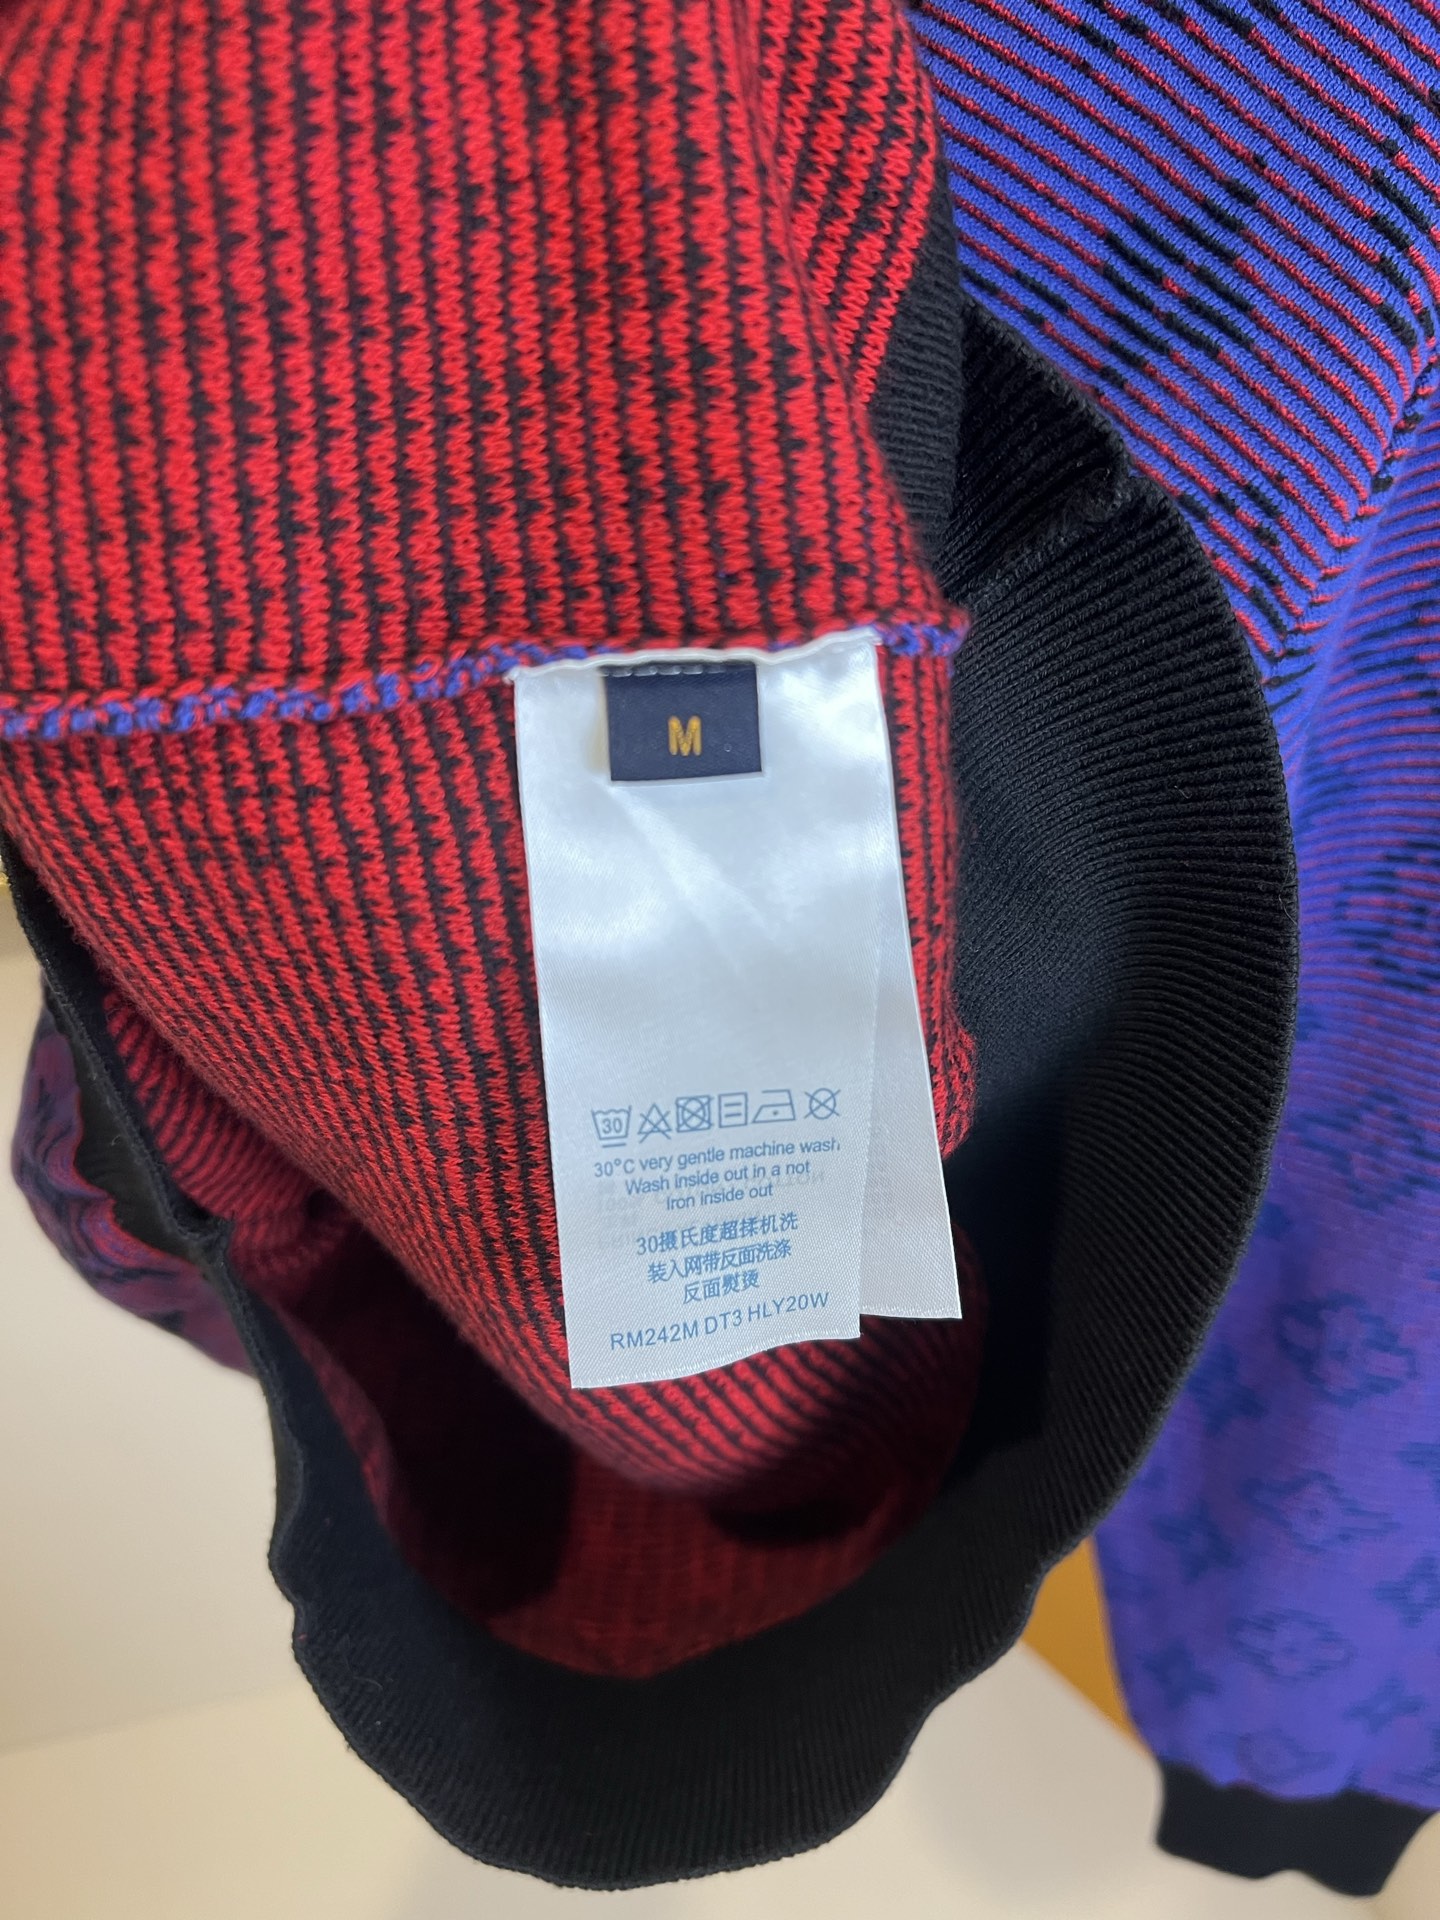 M
30
30°C very gentle machine wash
Wash inside out in a not
Iron inside out
30摄氏度超揉机洗
装入网带反面洗涤
反面熨烫
RM242M DT3 HLY20W